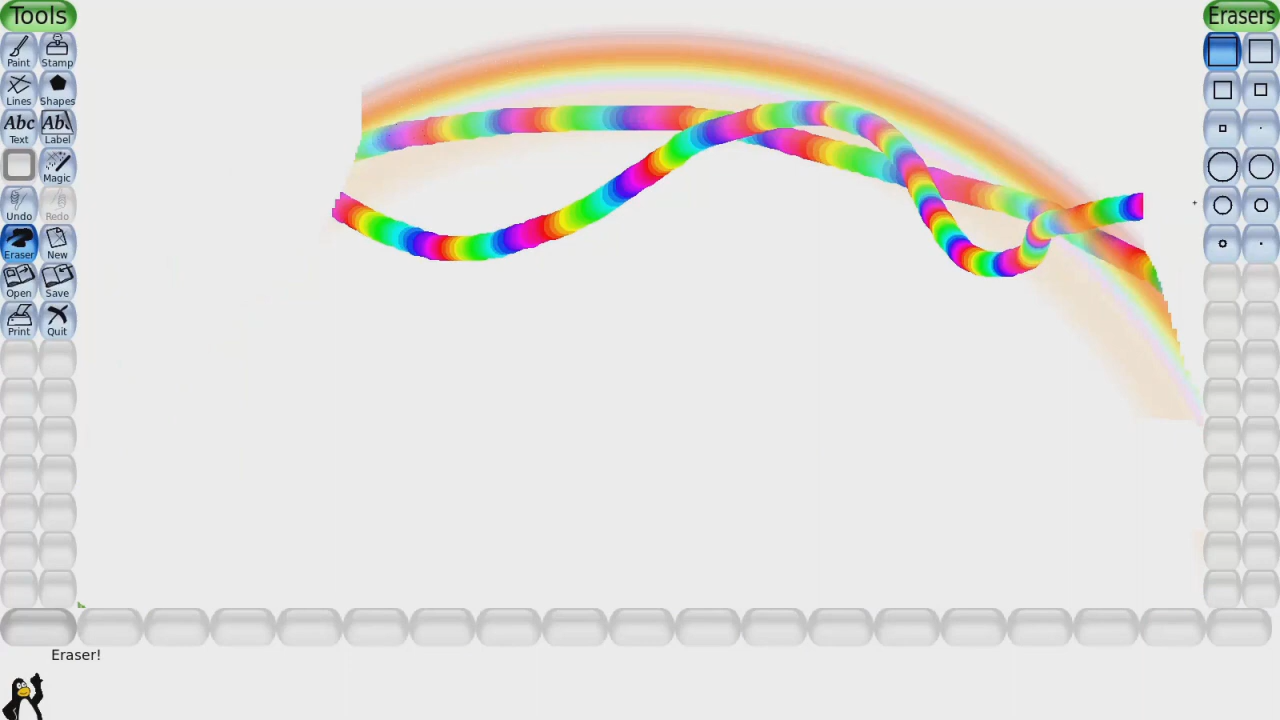 Tools
Erasers
Paint Stamp
Lines Shapes
Abc Abc
Text Label
Magic
Undo Redo
Eraser New
Open Save
Print Quit
Eraser!